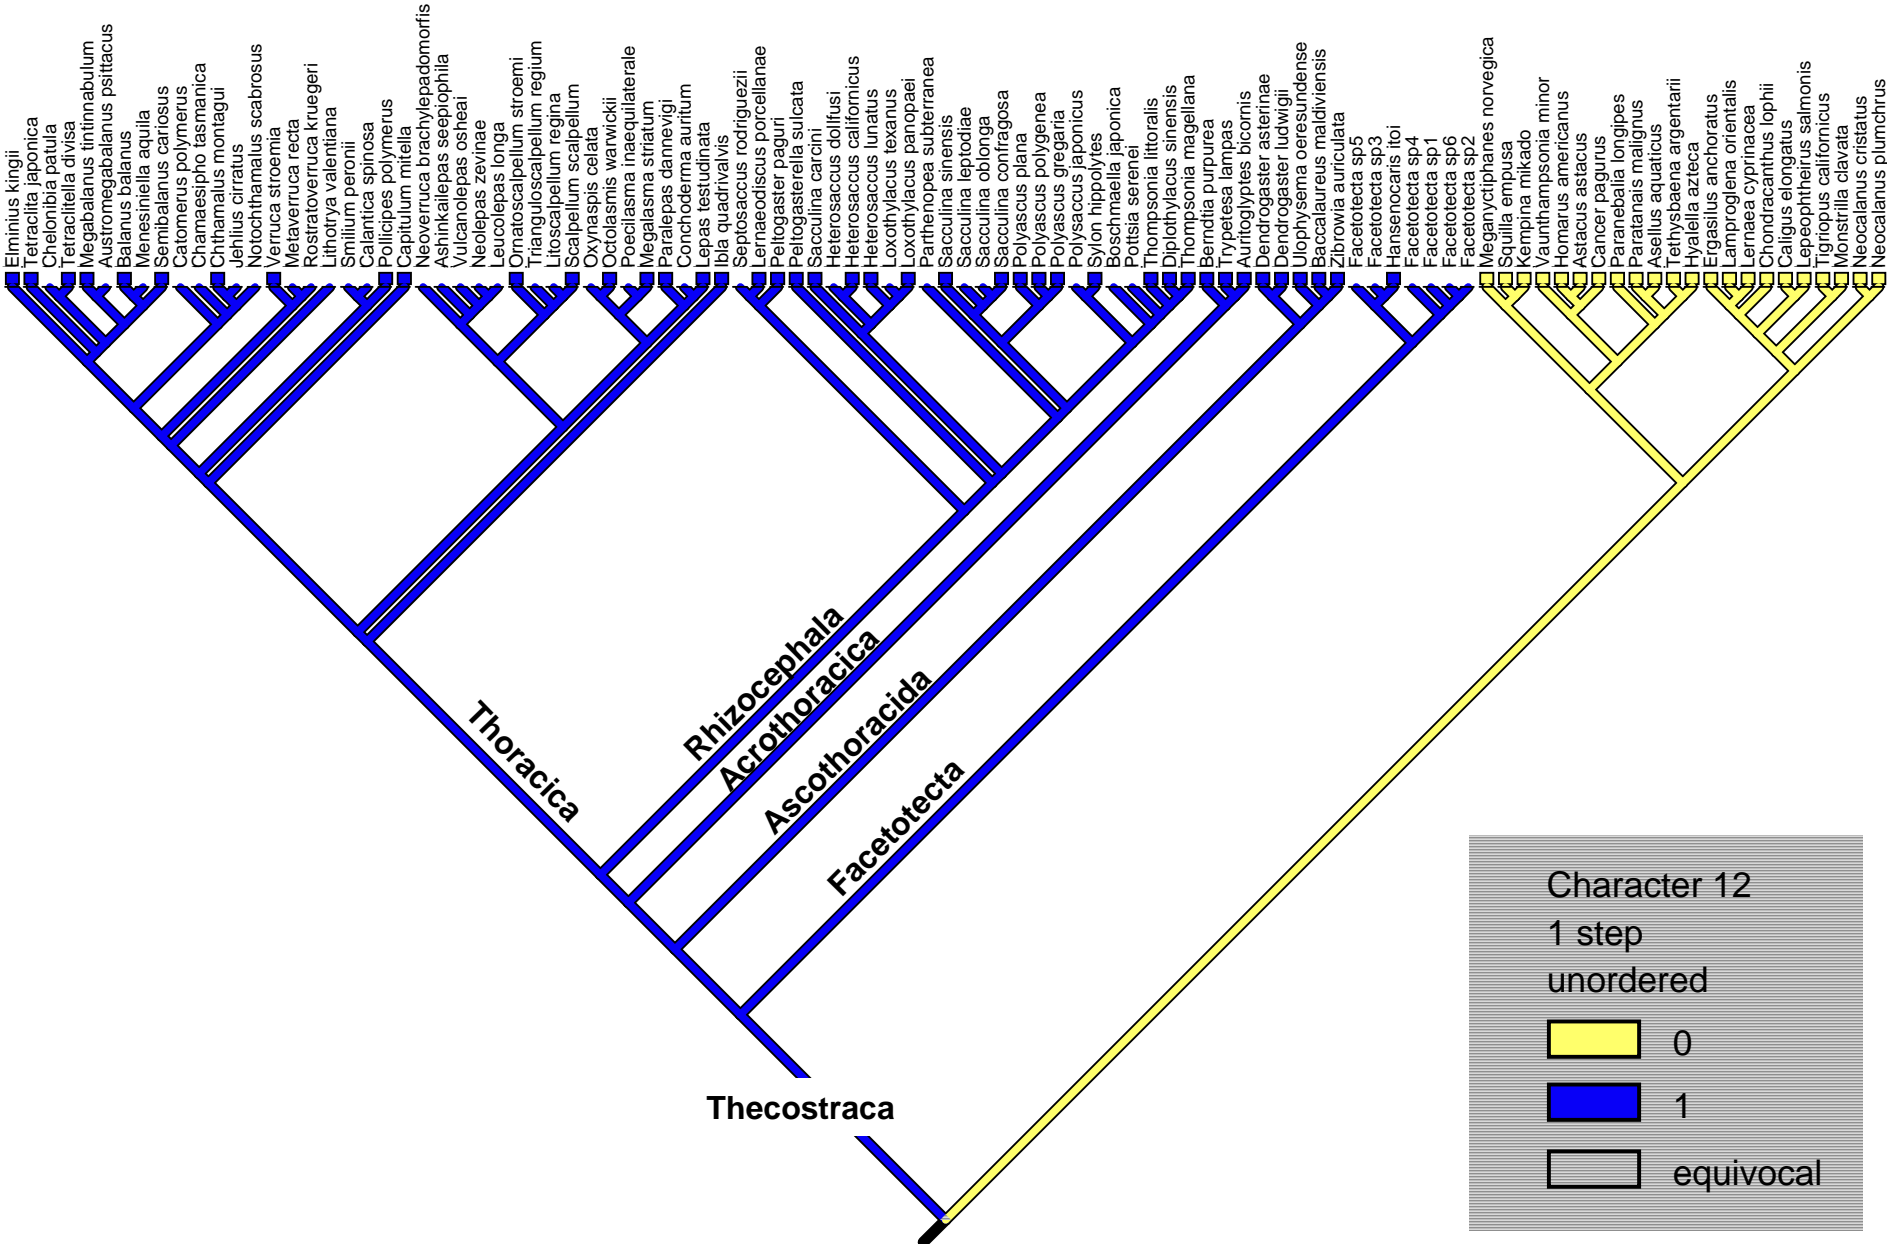 Elminius kingii
Tetraclita japonica
Chelonibia patula
Tetraclitella divisa
Megabalanus tintinnabulum
Austromegabalanus psittacus
Balanus balanus
Menesiniella aquila
Semibalanus cariosus
Catomerus polymerus
Chamaesipho tasmanica
Chthamalus montagui
Jehlius cirratus
Notochthamalus scabrosus
Verruca stroemia
Metaverruca recta
Rostratoverruca kruegeri
Lithotrya valentiana
Smilium peronii
Calantica spinosa
Pollicipes polymerus
Capitulum mitella
Neoverruca brachylepadomorfis
Ashinkailepas seepiophila
Vulcanolepas osheai
Neolepas zevinae
Leucolepas longa
Ornatoscalpellum stroemi
Trianguloscalpellum regium
Litoscalpellum regina
Scalpellum scalpellum
Oxynaspis celata
Octolasmis warwickii
Poecilasma inaequilaterale
Megalasma striatum
Paralepas dannevigi
Conchoderma auritum
Lepas testudinata
Ibla quadrivalvis
Septosaccus rodriguezii
Lernaeodiscus porcellanae
Peltogaster paguri
Peltogasterella sulcata
Sacculina carcini
Heterosaccus dollfusi
Heterosaccus californicus
Heterosaccus lunatus
Loxothylacus texanus
Loxothylacus panopaei
Parthenopea subterranea
Sacculina sinensis
Sacculina leptodiae
Sacculina oblonga
Sacculina confragosa
Polyascus plana
Polyascus polygenea
Polyascus gregaria
Polysaccus japonicus
Sylon hippolytes
Boschmaella japonica
Pottsia serenei
Thompsonia littoralis
Diplothylacus sinensis
Thompsonia magellana
Berndtia purpurea
Trypetesa lampas
Auritoglyptes bicornis
Dendrogaster asterinae
Dendrogaster ludwigii
Ulophysema oeresundense
Baccalaureus maldiviensis
Zibrowia auriculata
Facetotecta sp5
Facetotecta sp3
Hansenocaris itoi
Facetotecta sp4
Facetotecta sp1
Facetotecta sp6
Facetotecta sp2
Meganyctiphanes norvegica
Squilla empusa
Kempina mikado
Vaunthampsonia minor
Homarus americanus
Astacus astacus
Cancer pagurus
Paranebalia longipes
Paratanais malignus
Asellus aquaticus
Tethysbaena argentarii
Hyalella azteca
Ergasilus anchoratus
Lamproglena orientalis
Lernaea cyprinacea
Chondracanthus lophii
Caligus elongatus
Lepeophtheirus salmonis
Tigriopus californicus
Monstrilla clavata
Neocalanus cristatus
Neocalanus plumchrus
Thoracica
Rhizocephala
Acrothoracica
Ascothoracida
Facetotecta
Thecostraca
Character 12
1 step
unordered
0
1
equivocal